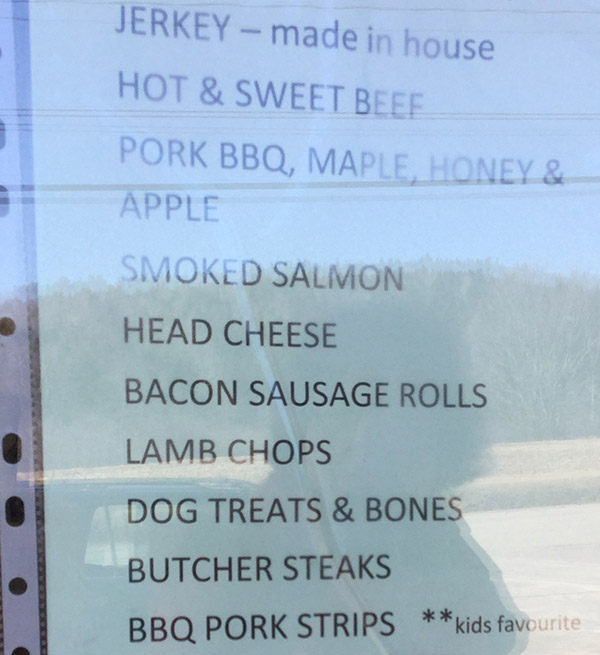 JERKEY – made in house
HOT & SWEET BEEF
PORK BBQ, MAPLE, HONEY &
APPLE
SMOKED SALMON
HEAD CHEESE
BACON SAUSAGE ROLLS
LAMB CHOPS
DOG TREATS & BONES
BUTCHER STEAKS
BBQ PORK STRIPS **kids favourite